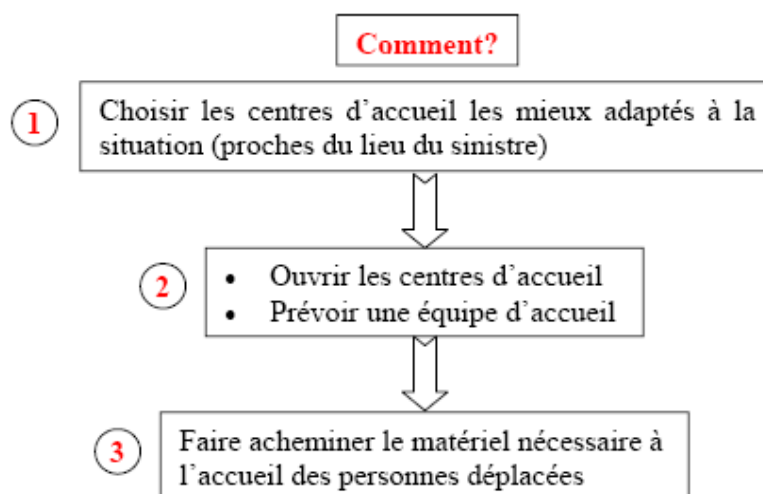 Comment?
1
Choisir les centres d’accueil les mieux adaptés à la
situation (proches du lieu du sinistre)
2
• Ouvrir les centres d’accueil
• Prévoir une équipe d’accueil
3
Faire acheminer le matériel nécessaire à
l’accueil des personnes déplacées